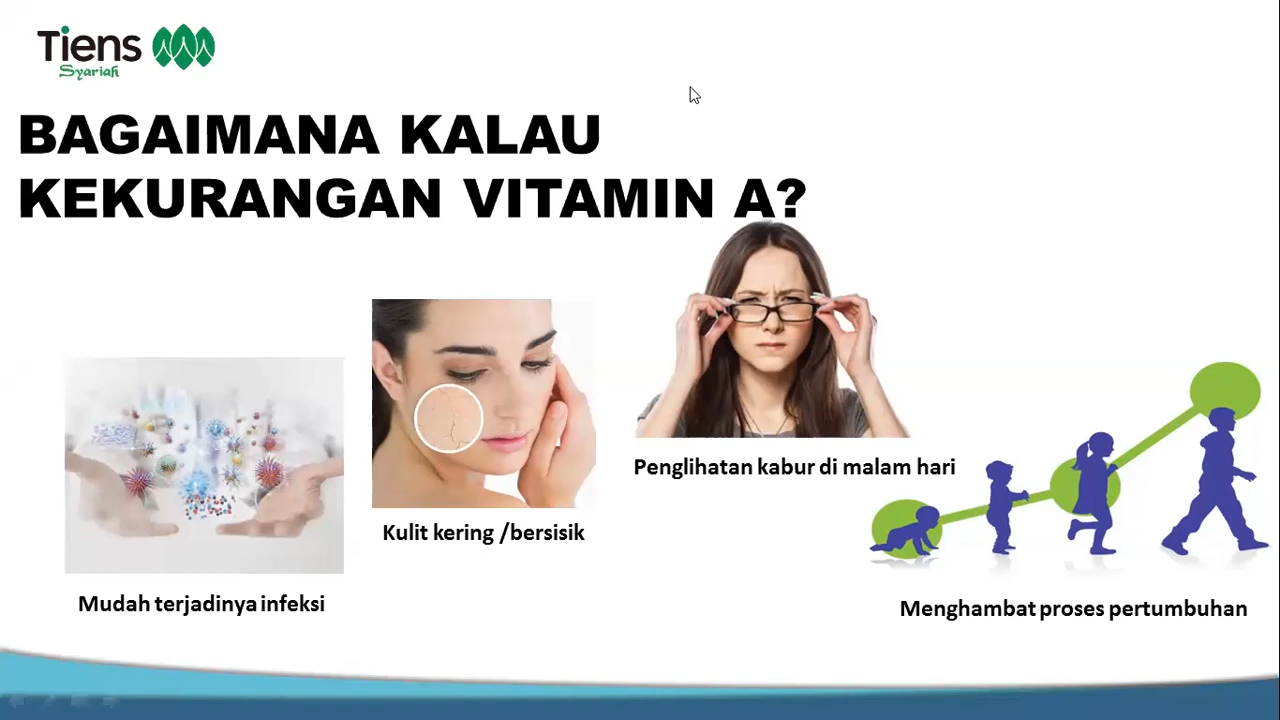 Tiens
Syariah
BAGAIMANA KALAU
KEKURANGAN VITAMIN A?
Penglihatan kabur di malam hari
Kulit kering /bersisik
Mudah terjadinya infeksi
Menghambat proses pertumbuhan